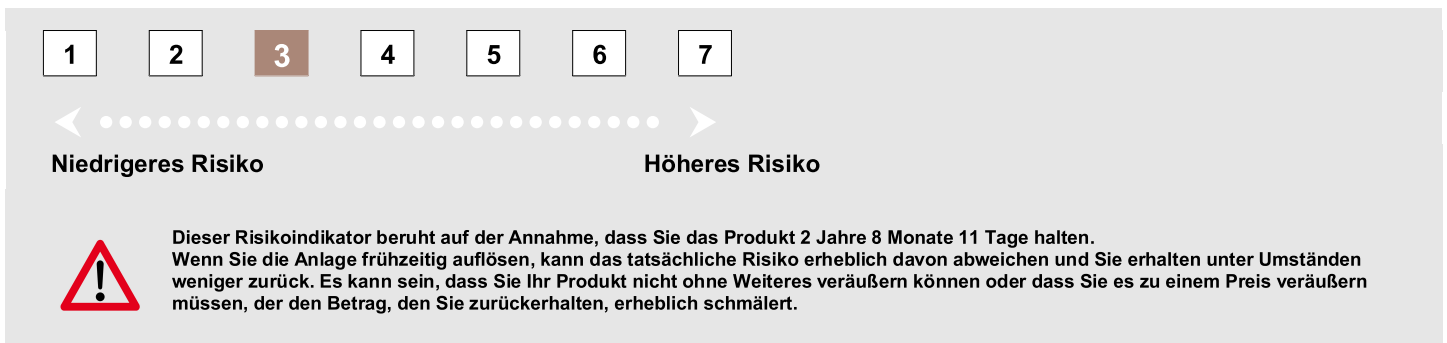 1 2 3 4 5 6 7
Niedrigeres Risiko Höheres Risiko
Dieser Risikoindikator beruht auf der Annahme, dass Sie das Produkt 2 Jahre 8 Monate 11 Tage halten.
Wenn Sie die Anlage frühzeitig auflösen, kann das tatsächliche Risiko erheblich davon abweichen und Sie erhalten unter Umständen
weniger zurück. Es kann sein, dass Sie Ihr Produkt nicht ohne Weiteres veräußern können oder dass Sie es zu einem Preis veräußern
müssen, der den Betrag, den Sie zurückerhalten, erheblich schmälert.